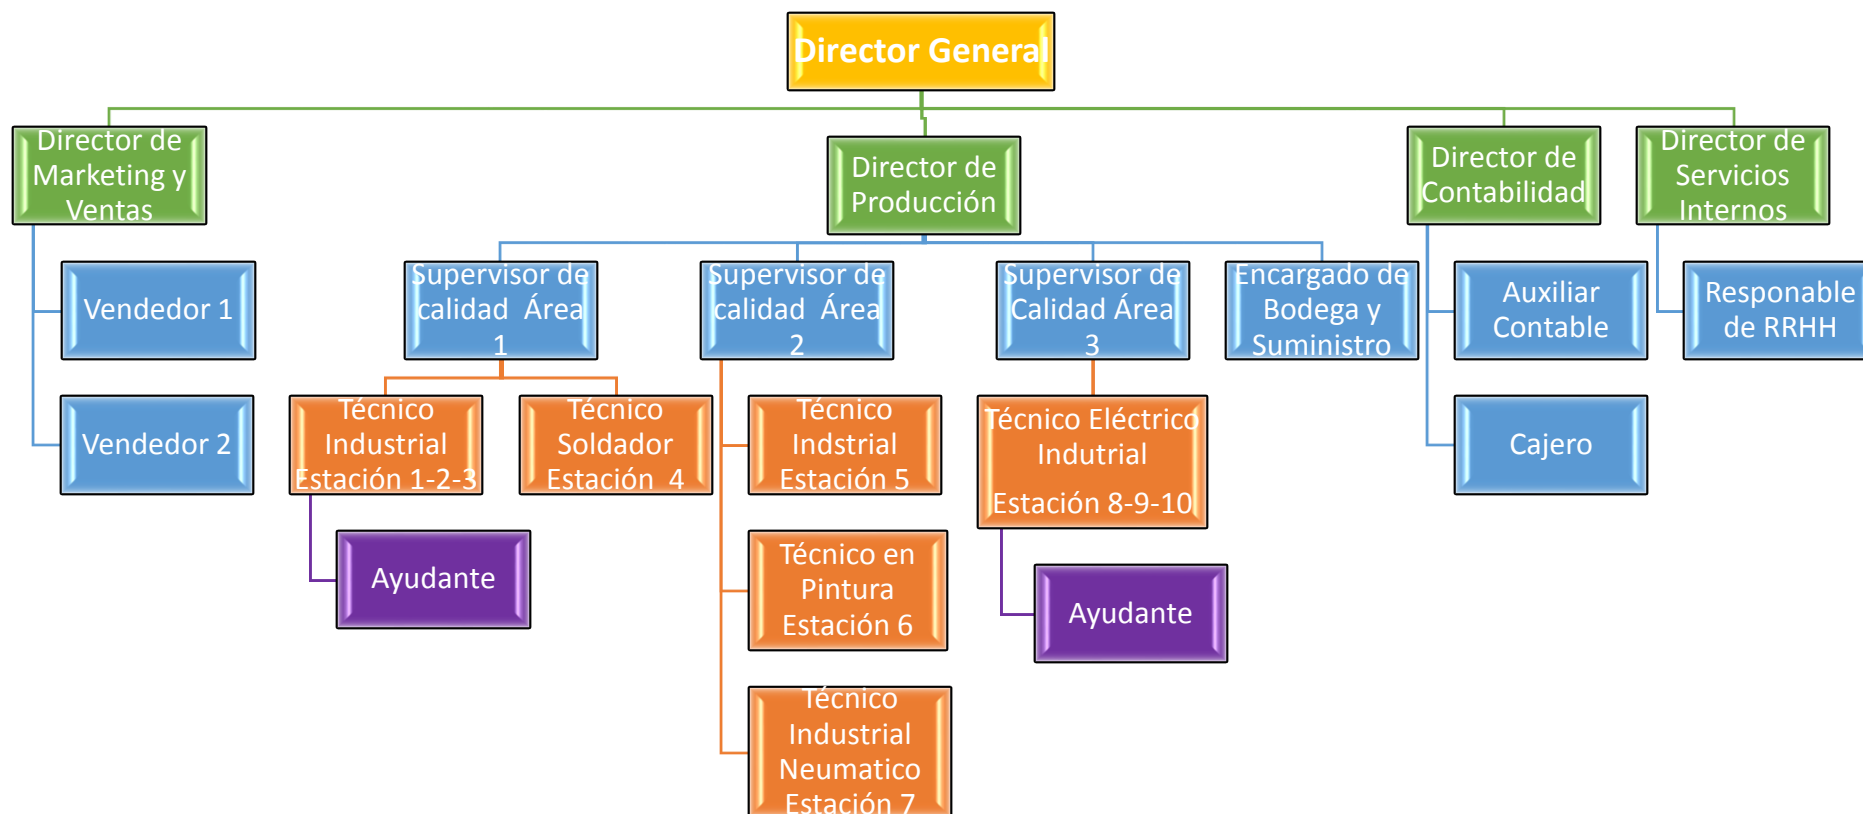 Director General
Director de
Marketing y
Ventas
Director de
Producción
Director de
Contabilidad
Director de
Servicios
Internos
Vendedor 1
Supervisor de
calidad  Área
1
Supervisor de
calidad  Área
2
Supervisor de
Calidad Área
3
Encargado de
Bodega y
Suministro
Auxiliar
Contable
Responable
de RRHH
Vendedor 2
Técnico
Industrial
Estación 1-2-3
Técnico
Soldador
Estación  4
Técnico
Indstrial
Estación 5
Técnico Eléctrico
Indutrial
Estación 8-9-10
Cajero
Ayudante
Técnico en
Pintura
Estación 6
Ayudante
Técnico
Industrial
Neumatico
Estación 7